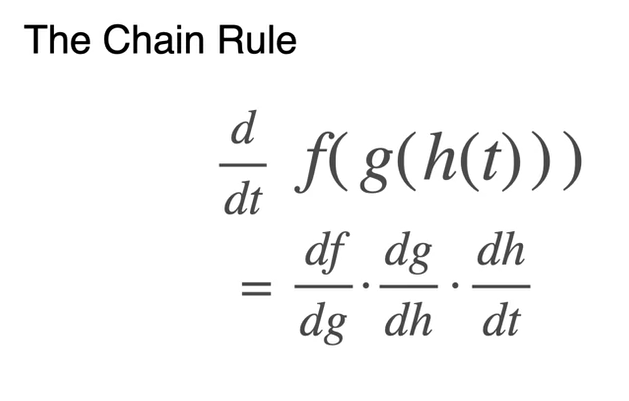 The Chain Rule
d/dt f(g(h(t)))
= df/dg · dg/dh · dh/dt